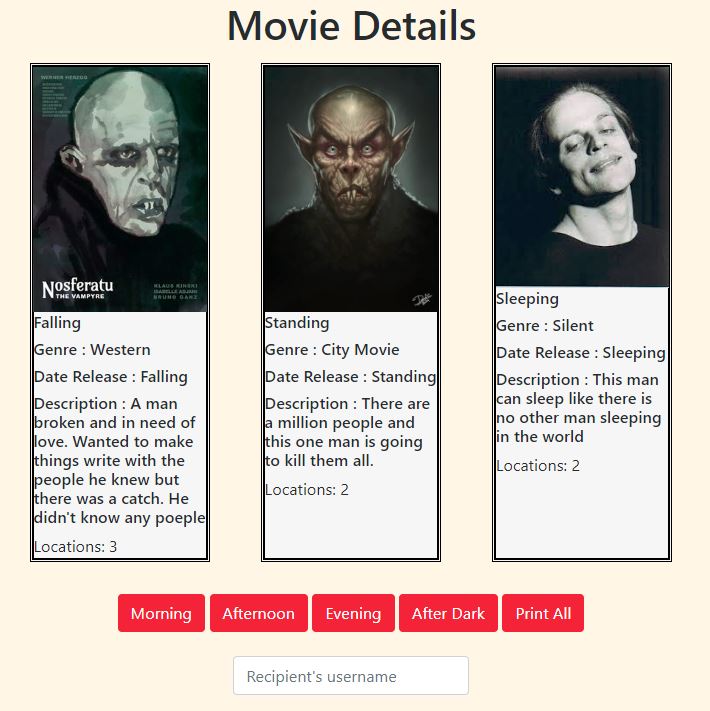 Movie Details
WERNER HERZOG
Nosferatu
THE VAMPYRE
KLAUS KINSKI
ISABELLE ADJANI
BRUNO GANZ
Falling
Genre : Western
Date Release : Falling
Description : A man
broken and in need of
love. Wanted to make
things write with the
people he knew but
there was a catch. He
didn't know any poeple
Locations: 3
Standing
Genre : City Movie
Date Release : Standing
Description : There are
a million people and
this one man is going
to kill them all.
Locations: 2
Sleeping
Genre : Silent
Date Release : Sleeping
Description : This man
can sleep like there is
no other man sleeping
in the world
Locations: 2
Morning
Afternoon
Evening
After Dark
Print All
Recipient's username